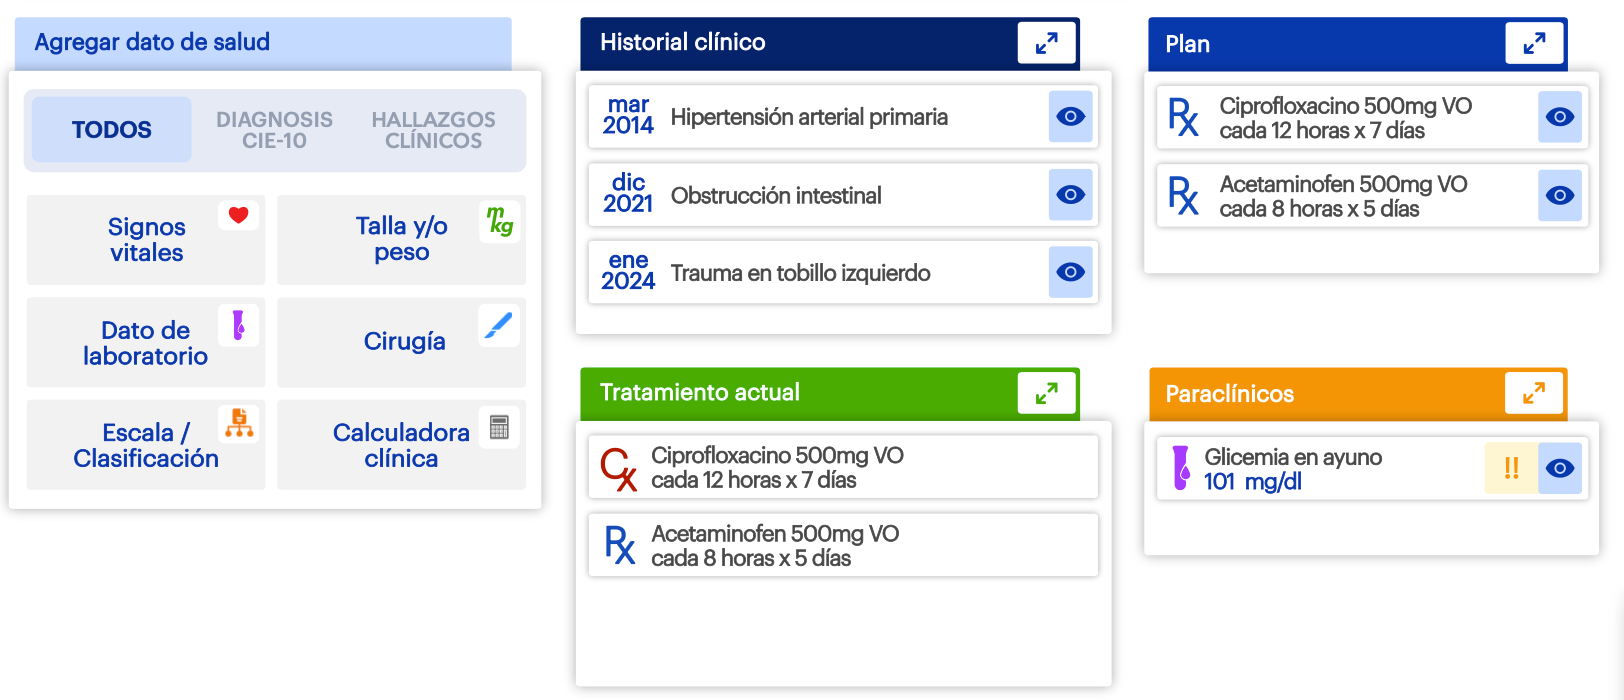 Agregar dato de salud
TODOS
DIAGNOSIS
CIE-10
HALLAZGOS
CLÍNICOS
Signos
vitales
Talla y/o
peso
m
kg
Dato de
laboratorio
Cirugía
Escala /
Clasificación
Calculadora
clínica
Historial clínico
mar
2014
Hipertensión arterial primaria
dic
2021
Obstrucción intestinal
ene
2024
Trauma en tobillo izquierdo
Tratamiento actual
Cx
Ciprofloxacino 500mg VO
cada 12 horas x 7 días
Rx
Acetaminofen 500mg VO
cada 8 horas x 5 días
Plan
Rx
Ciprofloxacino 500mg VO
cada 12 horas x 7 días
Rx
Acetaminofen 500mg VO
cada 8 horas x 5 días
Paraclínicos
Glicemia en ayuno
101 mg/dl
!!